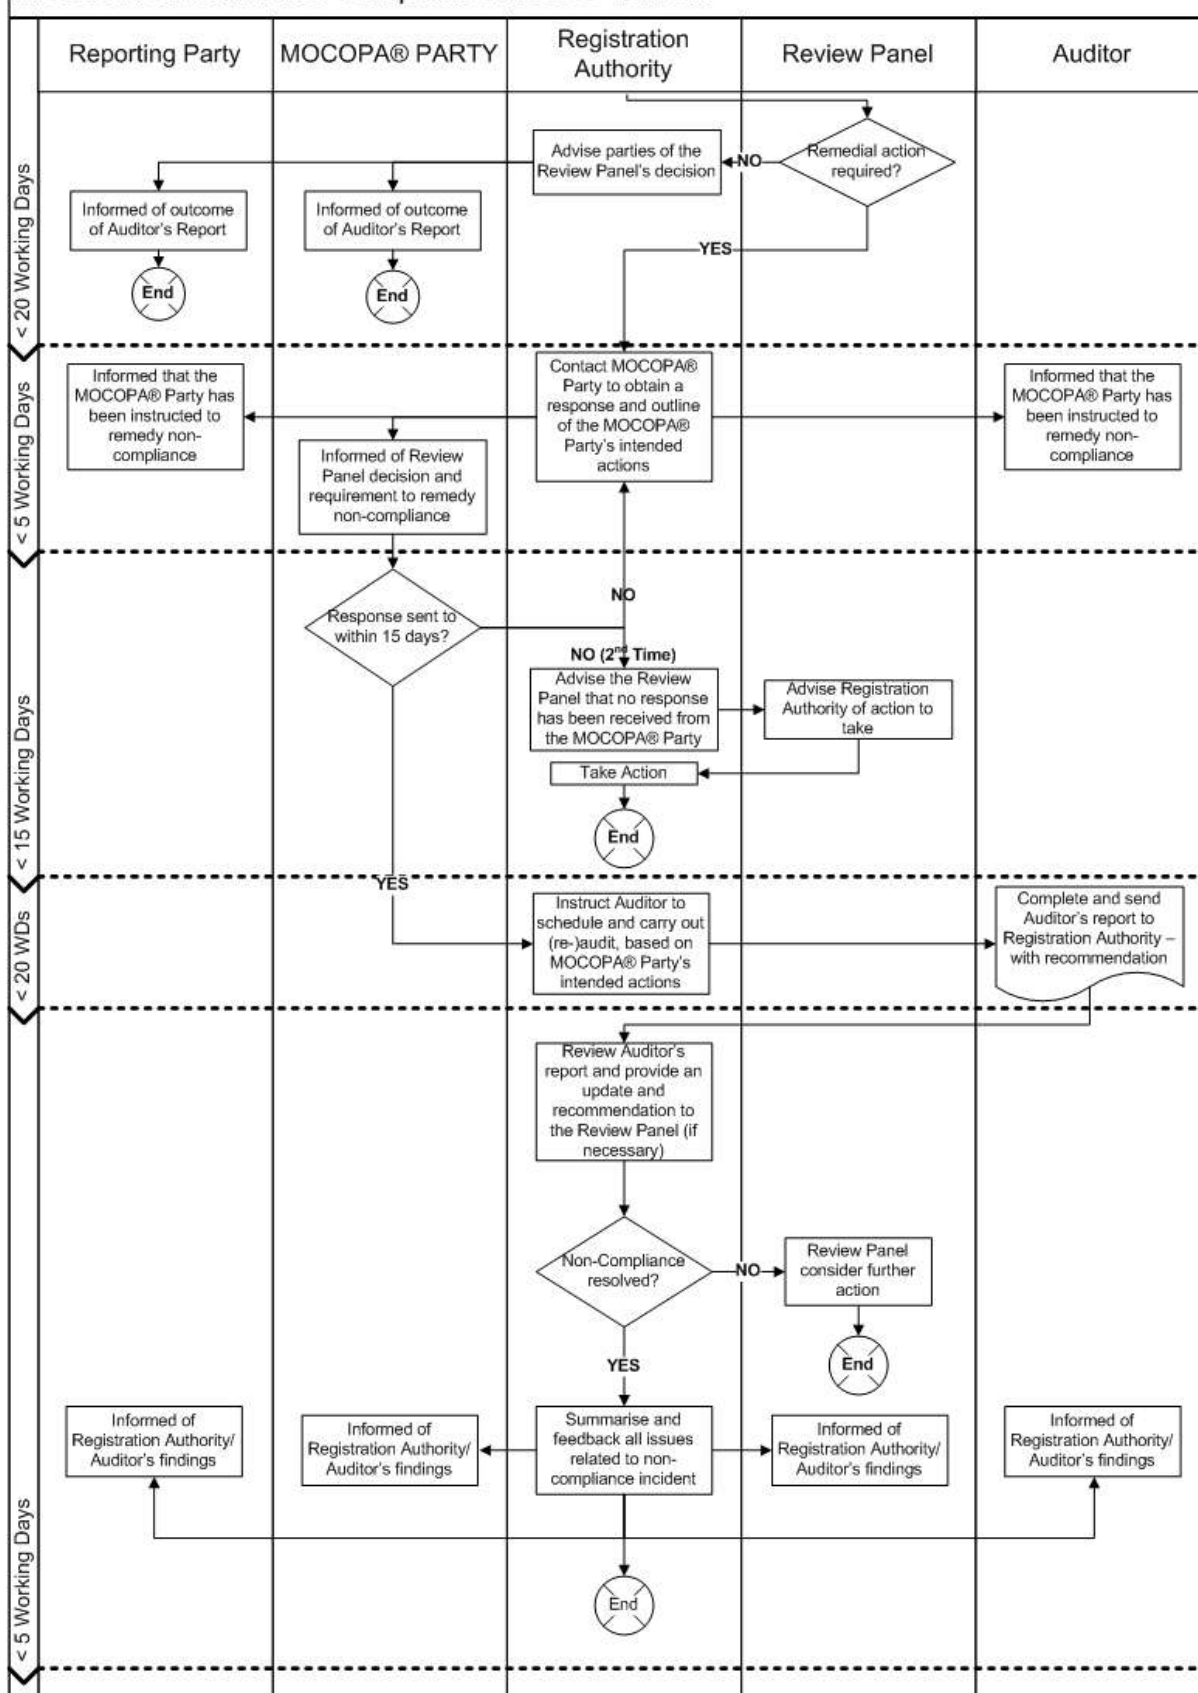 Reporting Party
MOCOPA® PARTY
Registration
Authority
Review Panel
Auditor
< 20 Working Days
Remedial action
required?
NO
Advise parties of the
Review Panel's decision
Informed of outcome
of Auditor's Report
End
Informed of outcome
of Auditor's Report
End
YES
< 5 Working Days
Informed that the
MOCOPA® Party has
been instructed to
remedy non-
compliance
Contact MOCOPA®
Party to obtain a
response and outline
of the MOCOPA®
Party's intended
actions
Informed that the
MOCOPA® Party has
been instructed to
remedy non-
compliance
Informed of Review
Panel decision and
requirement to remedy
non-compliance
< 15 Working Days
Response sent to
within 15 days?
NO
NO (2nd Time)
Advise the Review
Panel that no response
has been received from
the MOCOPA® Party
Advise Registration
Authority of action to
take
Take Action
End
YES
< 20 WDs
Instruct Auditor to
schedule and carry out
(re-)audit, based on
MOCOPA® Party's
intended actions
Complete and send
Auditor's report to
Registration Authority –
with recommendation
< 5 Working Days
Review Auditor's
report and provide an
update and
recommendation to
the Review Panel (if
necessary)
Non-Compliance
resolved?
NO
Review Panel
consider further
action
End
YES
Informed of
Registration Authority/
Auditor's findings
Informed of
Registration Authority/
Auditor's findings
Summarise and
feedback all issues
related to non-
compliance incident
Informed of
Registration Authority/
Auditor's findings
Informed of
Registration Authority/
Auditor's findings
End